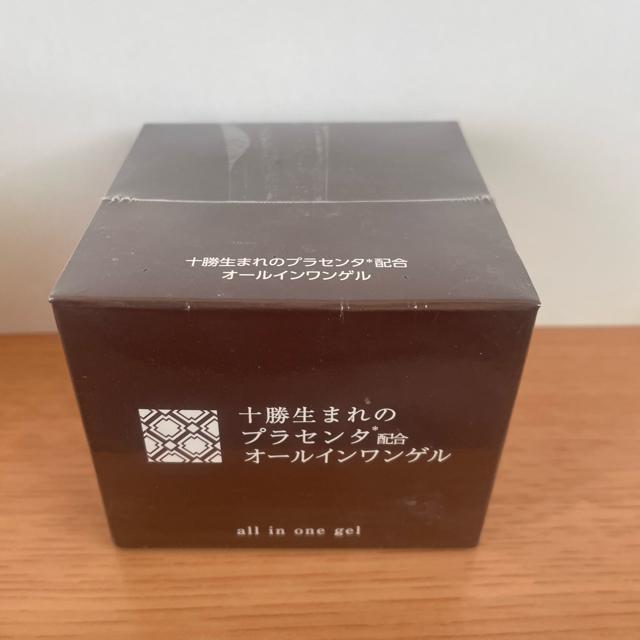 十勝生まれのプラセンタ*配合
オールインワンゲル
十勝生まれの
プラセンタ*配合
オールインワンゲル
all in one gel